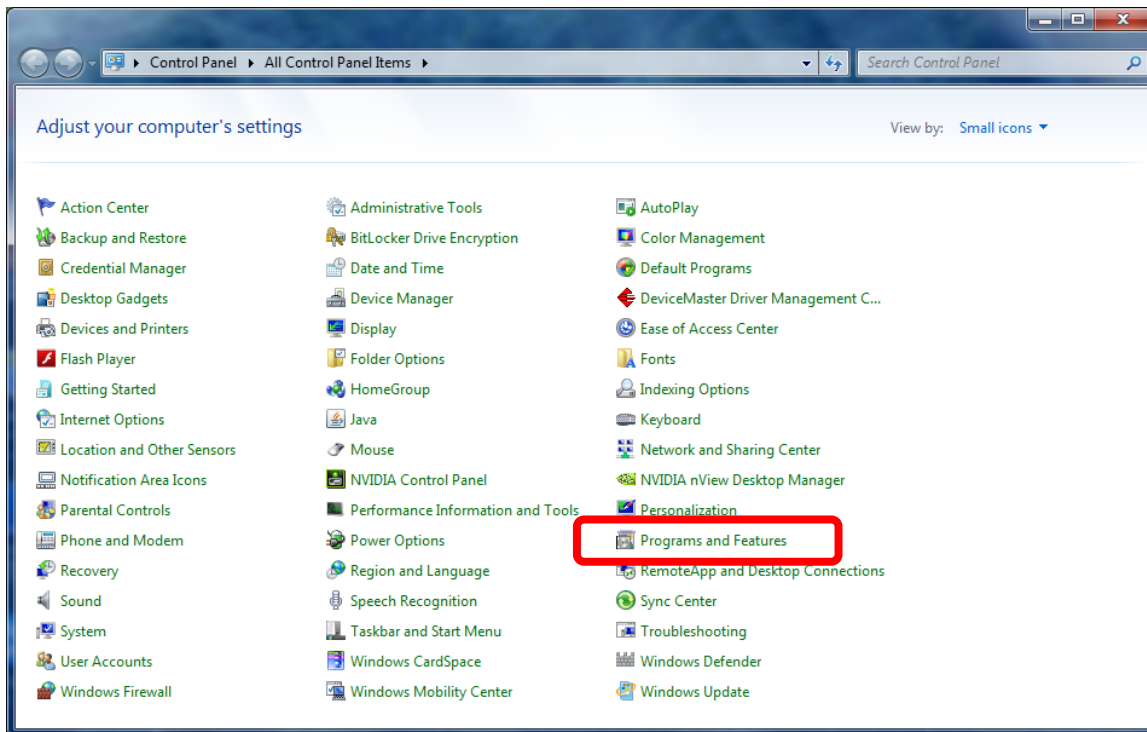 Control Panel All Control Panel Items Search Control Panel
Adjust your computer's settings View by: Small icons
Action Center Administrative Tools AutoPlay
Backup and Restore BitLocker Drive Encryption Color Management
Credential Manager Date and Time Default Programs
Desktop Gadgets Device Manager DeviceMaster Driver Management C...
Devices and Printers Display Ease of Access Center
Flash Player Folder Options Fonts
Getting Started HomeGroup Indexing Options
Internet Options Java Keyboard
Location and Other Sensors Mouse Network and Sharing Center
Notification Area Icons NVIDIA Control Panel NVIDIA nView Desktop Manager
Parental Controls Performance Information and Tools Personalization
Phone and Modem Power Options Programs and Features
Recovery Region and Language RemoteApp and Desktop Connections
Sound Speech Recognition Sync Center
System Taskbar and Start Menu Troubleshooting
User Accounts Windows CardSpace Windows Defender
Windows Firewall Windows Mobility Center Windows Update